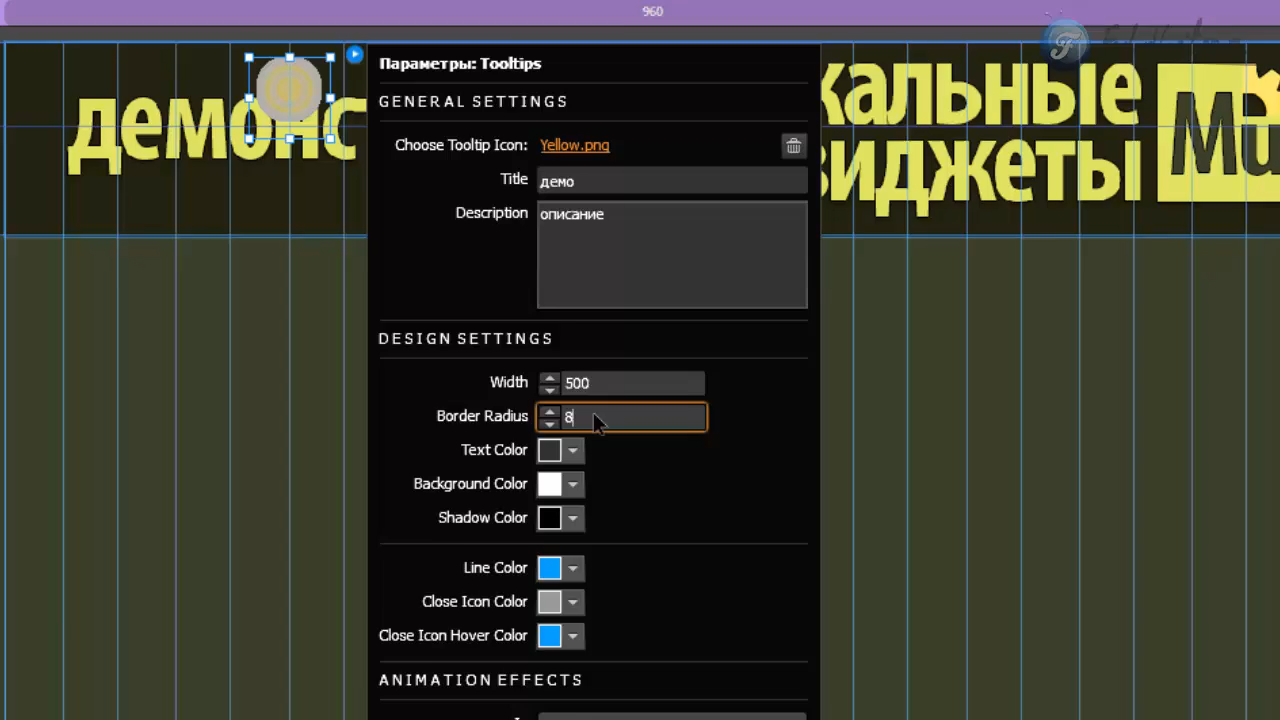 960
Параметры: Tooltips
GENERAL SETTINGS
Choose Tooltip Icon: Yellow.png
Title демо
Description описание
DESIGN SETTINGS
Width 500
Border Radius 8
Text Color
Background Color
Shadow Color
Line Color
Close Icon Color
Close Icon Hover Color
ANIMATION EFFECTS
демонс
кальные
виджеты
Mu